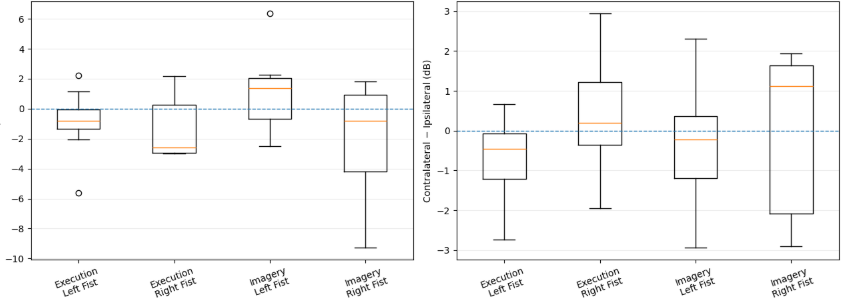 6
4
2
0
−2
−4
−6
−8
−10
Execution
Left Fist
Execution
Right Fist
Imagery
Left Fist
Imagery
Right Fist
Contralateral − Ipsilateral (dB)
3
2
1
0
−1
−2
−3
Execution
Left Fist
Execution
Right Fist
Imagery
Left Fist
Imagery
Right Fist